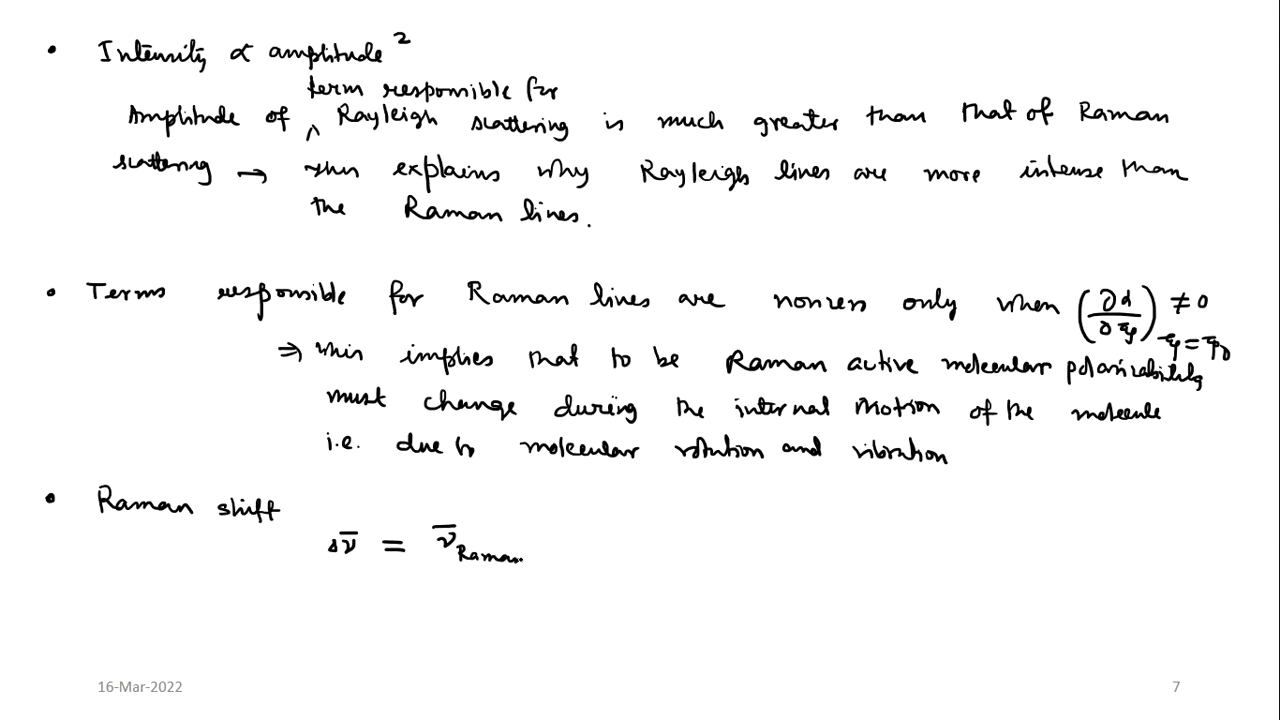 • Intensity ∝ amplitude²
term responsible for
Amplitude of ^ Rayleigh scattering is much greater than that of Raman
scattering → this explains why Rayleigh lines are more intense than
the Raman lines.
• Terms responsible for Raman lines are nonzero only when (∂α/∂q) q=q₀ ≠ 0
⇒ this implies that to be Raman active molecular polarizability
must change during the internal motion of the molecule
i.e. due to molecular rotation and vibration
• Raman shift
Δν̅ = ν̅ Raman
16-Mar-2022
7